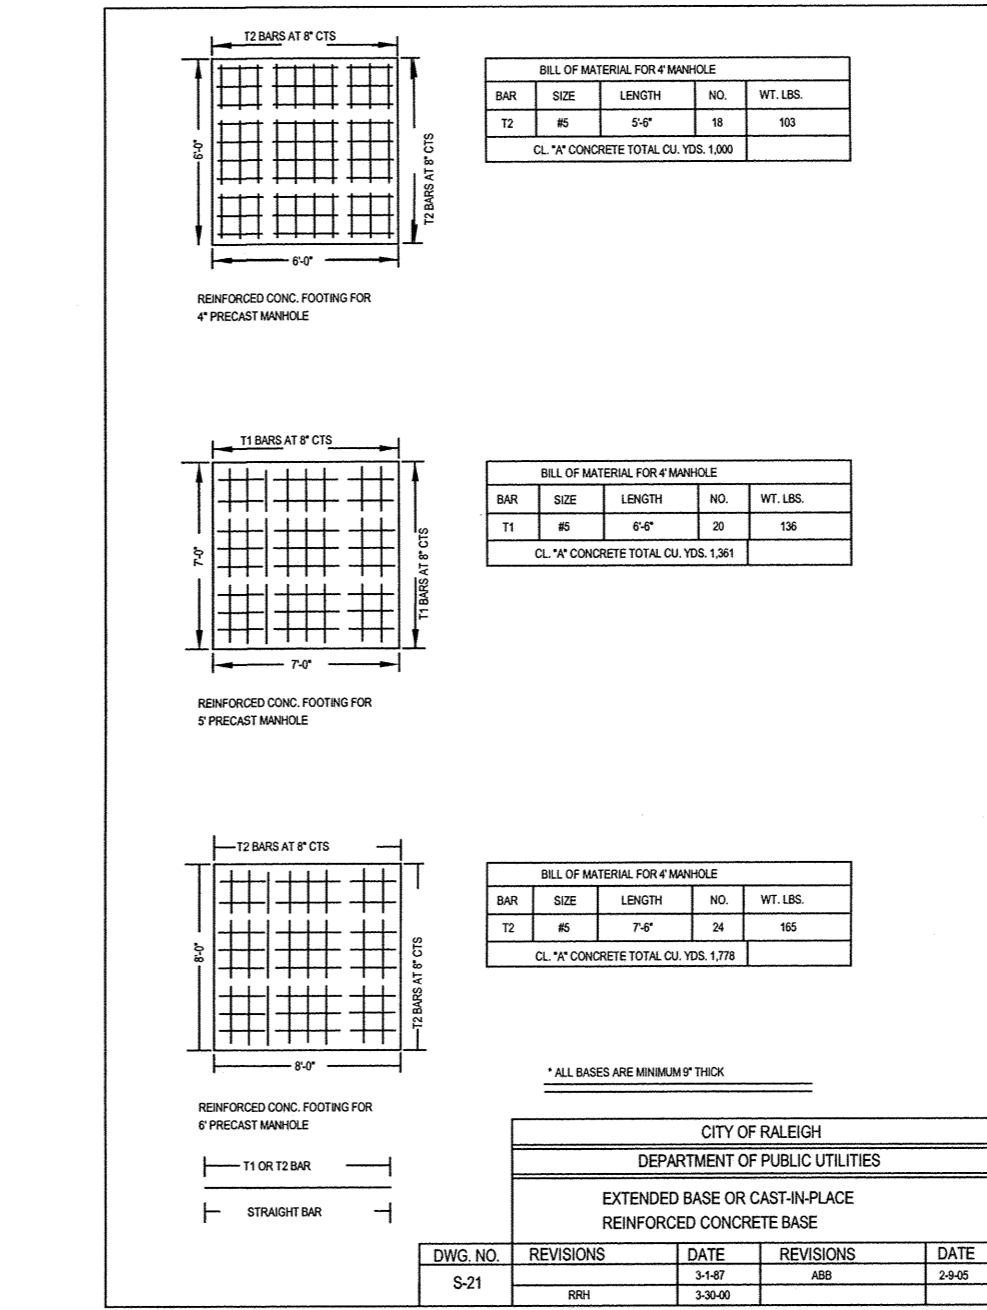 T2 BARS AT 8" CTS
6'-0"
T2 BARS AT 8" CTS
6'-0"
REINFORCED CONC. FOOTING FOR
4" PRECAST MANHOLE
BILL OF MATERIAL FOR 4' MANHOLE
BAR SIZE LENGTH NO. WT. LBS.
T2 #5 5'-6" 18 103
CL. "A" CONCRETE TOTAL CU. YDS. 1,000
T1 BARS AT 8" CTS
7'-0"
T1 BARS AT 8" CTS
7'-0"
REINFORCED CONC. FOOTING FOR
5' PRECAST MANHOLE
BILL OF MATERIAL FOR 4' MANHOLE
BAR SIZE LENGTH NO. WT. LBS.
T1 #5 6'-6" 20 136
CL. "A" CONCRETE TOTAL CU. YDS. 1,361
T2 BARS AT 8" CTS
8'-0"
T2 BARS AT 8" CTS
8'-0"
REINFORCED CONC. FOOTING FOR
6' PRECAST MANHOLE
BILL OF MATERIAL FOR 4' MANHOLE
BAR SIZE LENGTH NO. WT. LBS.
T2 #5 7'-6" 24 165
CL. "A" CONCRETE TOTAL CU. YDS. 1,778
* ALL BASES ARE MINIMUM 9" THICK
T1 OR T2 BAR
STRAIGHT BAR
CITY OF RALEIGH
DEPARTMENT OF PUBLIC UTILITIES
EXTENDED BASE OR CAST-IN-PLACE
REINFORCED CONCRETE BASE
DWG. NO. REVISIONS DATE REVISIONS DATE
S-21 3-1-87 ABB 2-9-05
RRH 3-30-00